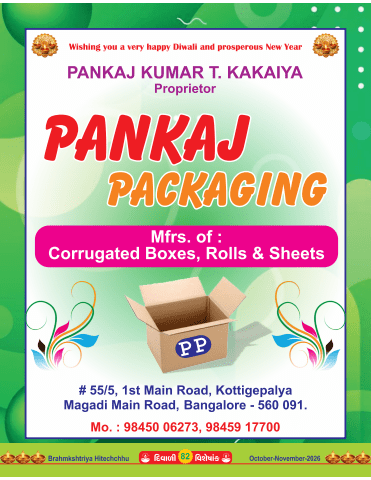 Wishing you a very happy Diwali and prosperous New Year
PANKAJ KUMAR T. KAKAIYA
Proprietor
PANKAJ
PACKAGING
Mfrs. of :
Corrugated Boxes, Rolls & Sheets
PP
# 55/5, 1st Main Road, Kottigepalya
Magadi Main Road, Bangalore - 560 091.
Mo. : 98450 06273, 98459 17700
Brahmkshtriya Hitechchhu દિવાળી 82 વિશેષાંક October-November-2026